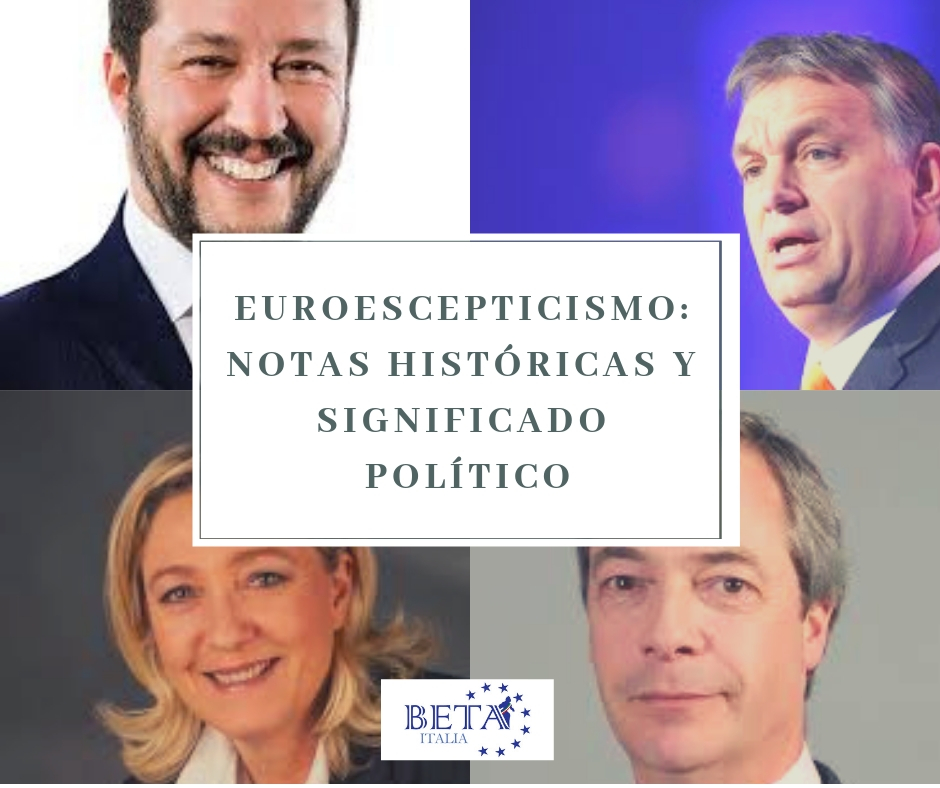 EUROESCEPTICISMO:
NOTAS HISTÓRICAS Y
SIGNIFICADO
POLÍTICO
BETA
ITALIA